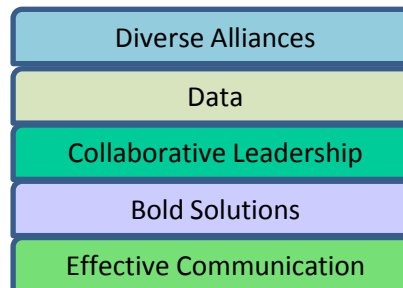 Diverse Alliances
Data
Collaborative Leadership
Bold Solutions
Effective Communication